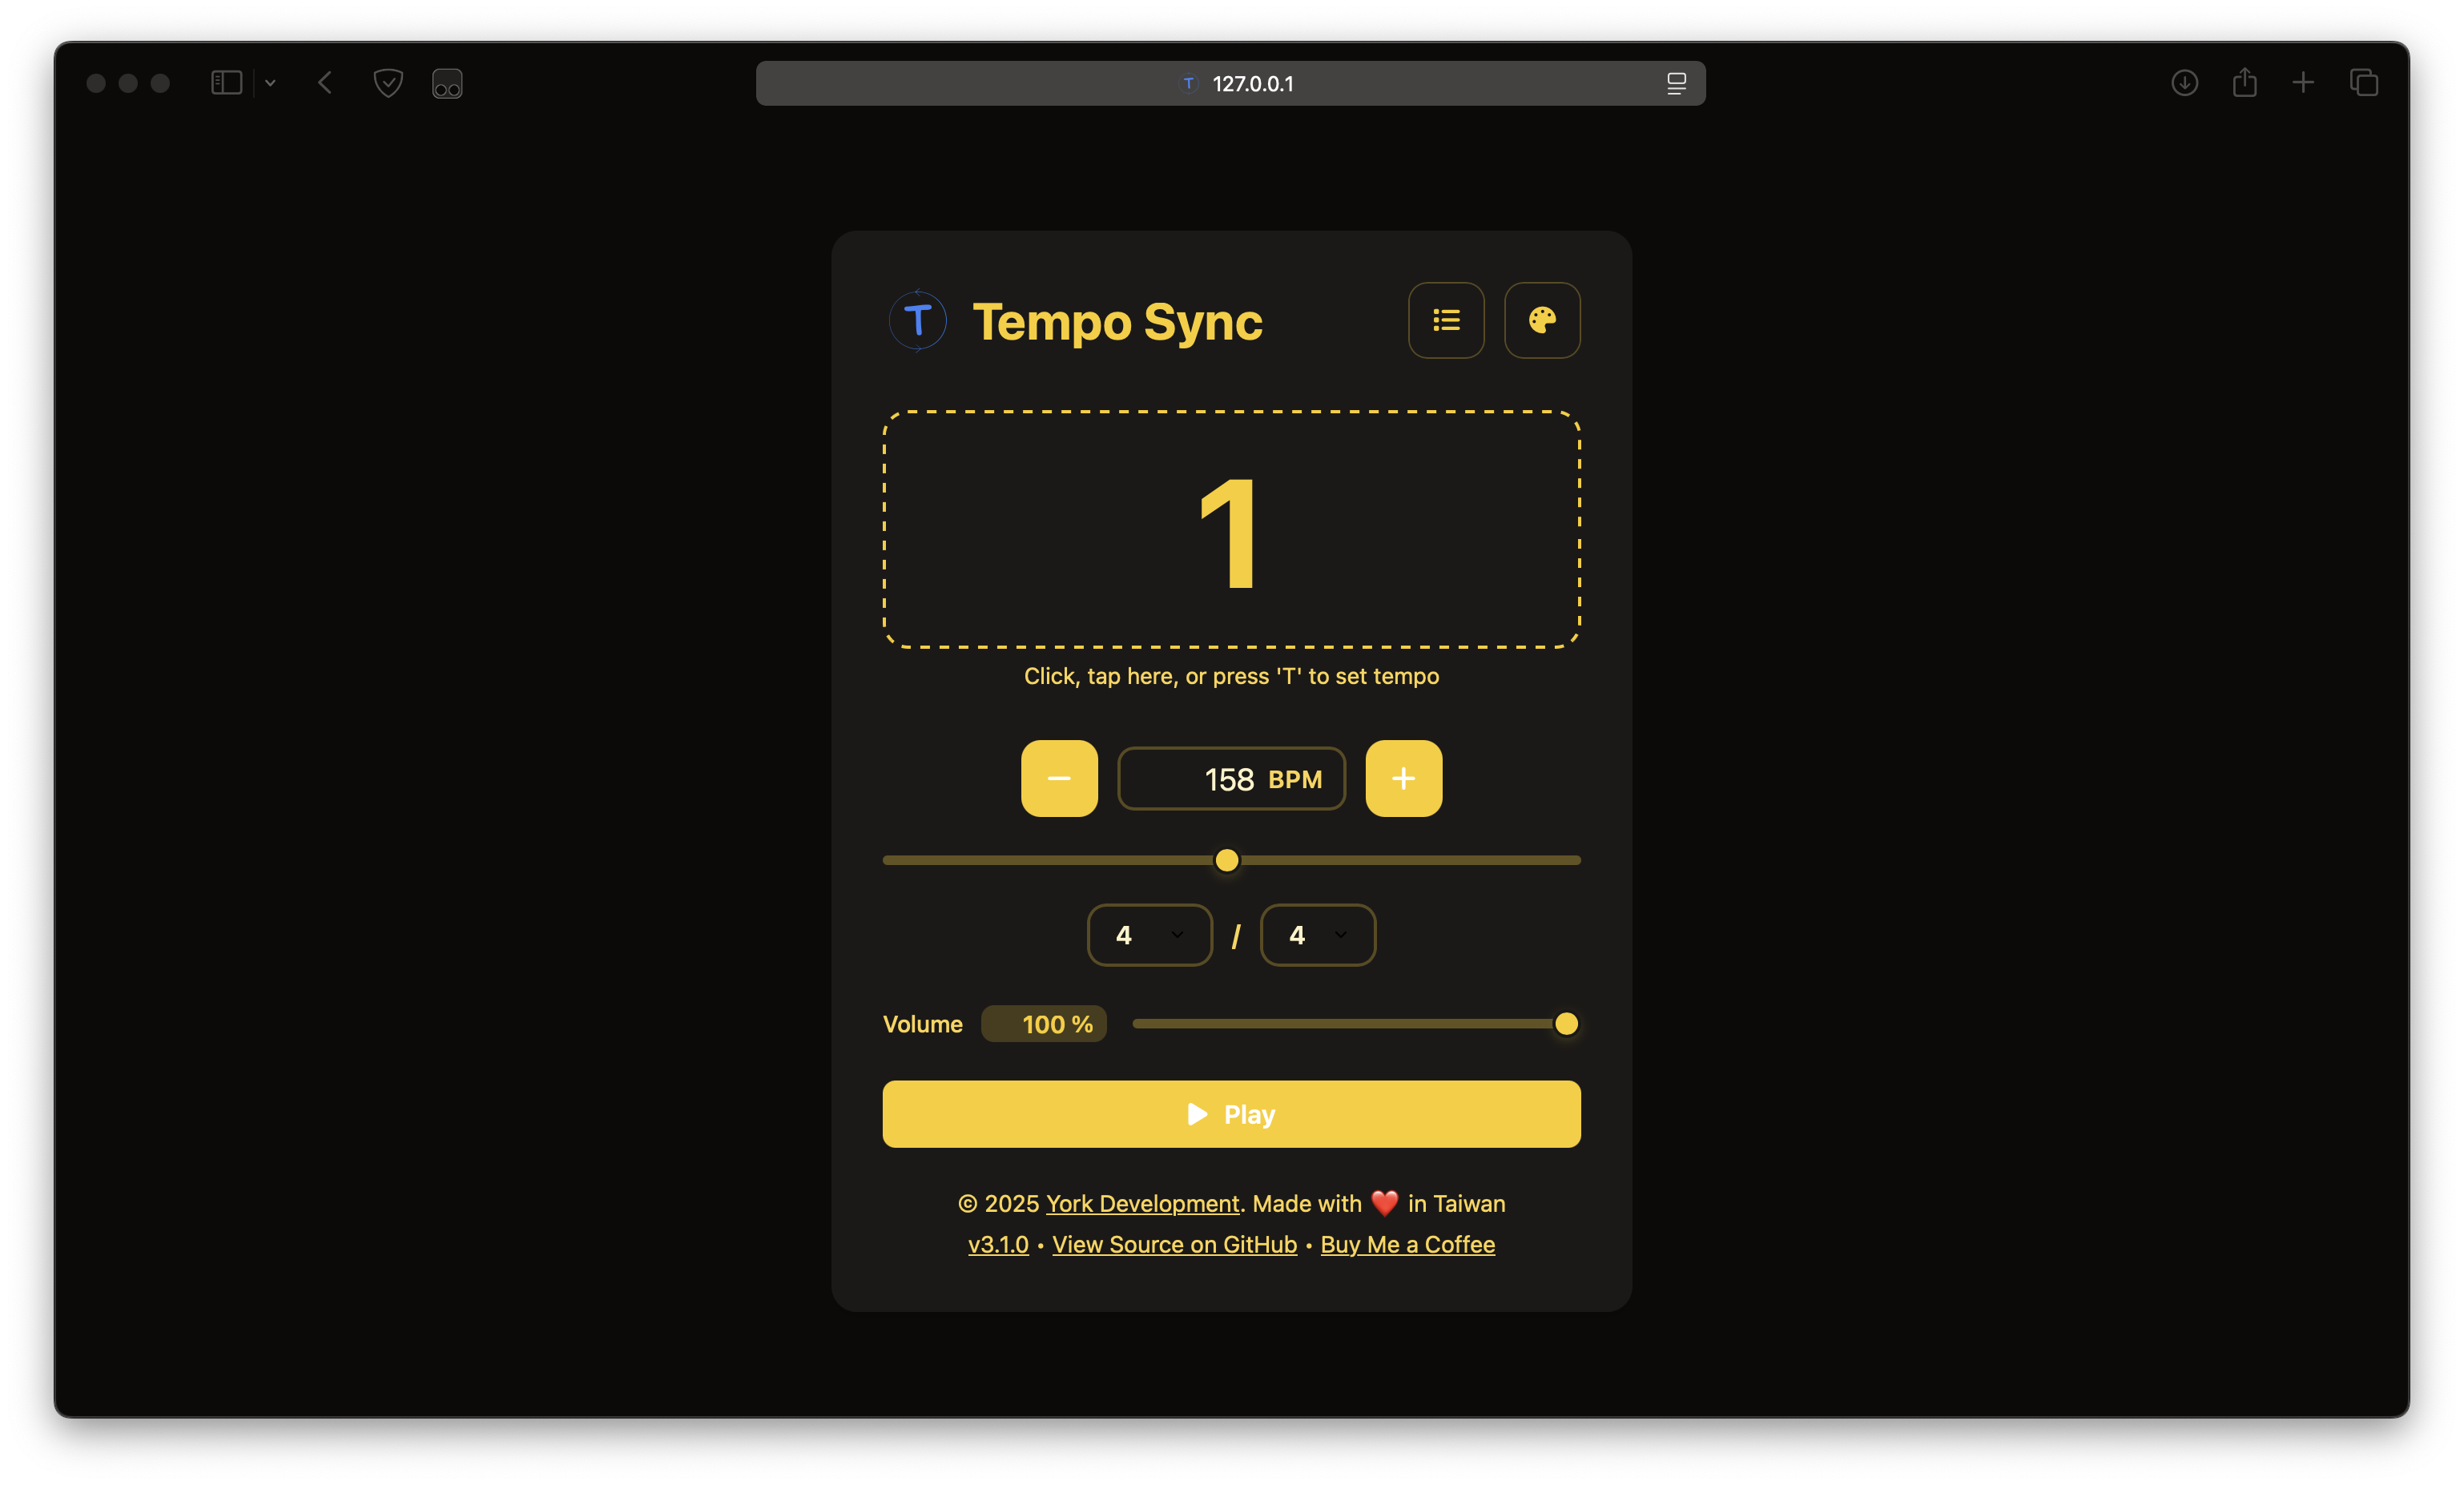 127.0.0.1
T Tempo Sync
1
Click, tap here, or press 'T' to set tempo
− 158 BPM +
4 / 4
Volume 100 %
Play
© 2025 York Development. Made with ❤️ in Taiwan
v3.1.0 • View Source on GitHub • Buy Me a Coffee